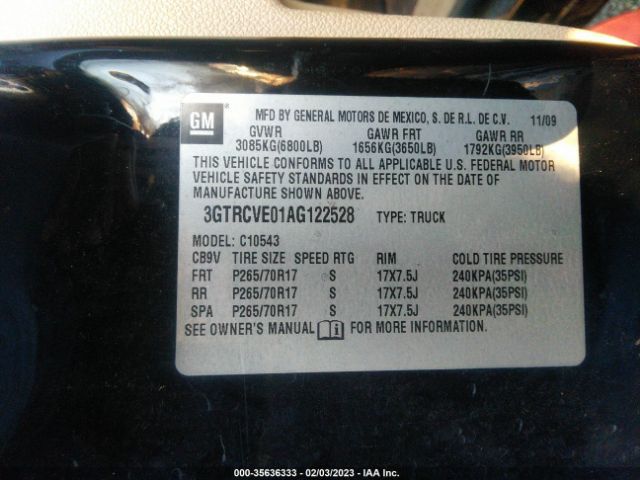 GM
MFD BY GENERAL MOTORS DE MEXICO, S. DE R.L. DE C.V. 11/09
GVWR GAWR FRT GAWR RR
3085KG(6800LB) 1656KG(3650LB) 1792KG(3950LB)
THIS VEHICLE CONFORMS TO ALL APPLICABLE U.S. FEDERAL MOTOR
VEHICLE SAFETY STANDARDS IN EFFECT ON THE DATE OF
MANUFACTURE SHOWN ABOVE.
3GTRCVE01AG122528 TYPE: TRUCK
MODEL: C10543
CB9V TIRE SIZE SPEED RTG RIM COLD TIRE PRESSURE
FRT P265/70R17 S 17X7.5J 240KPA(35PSI)
RR P265/70R17 S 17X7.5J 240KPA(35PSI)
SPA P265/70R17 S 17X7.5J 240KPA(35PSI)
SEE OWNER'S MANUAL FOR MORE INFORMATION.
000-35636333 - 02/03/2023 - IAA Inc.